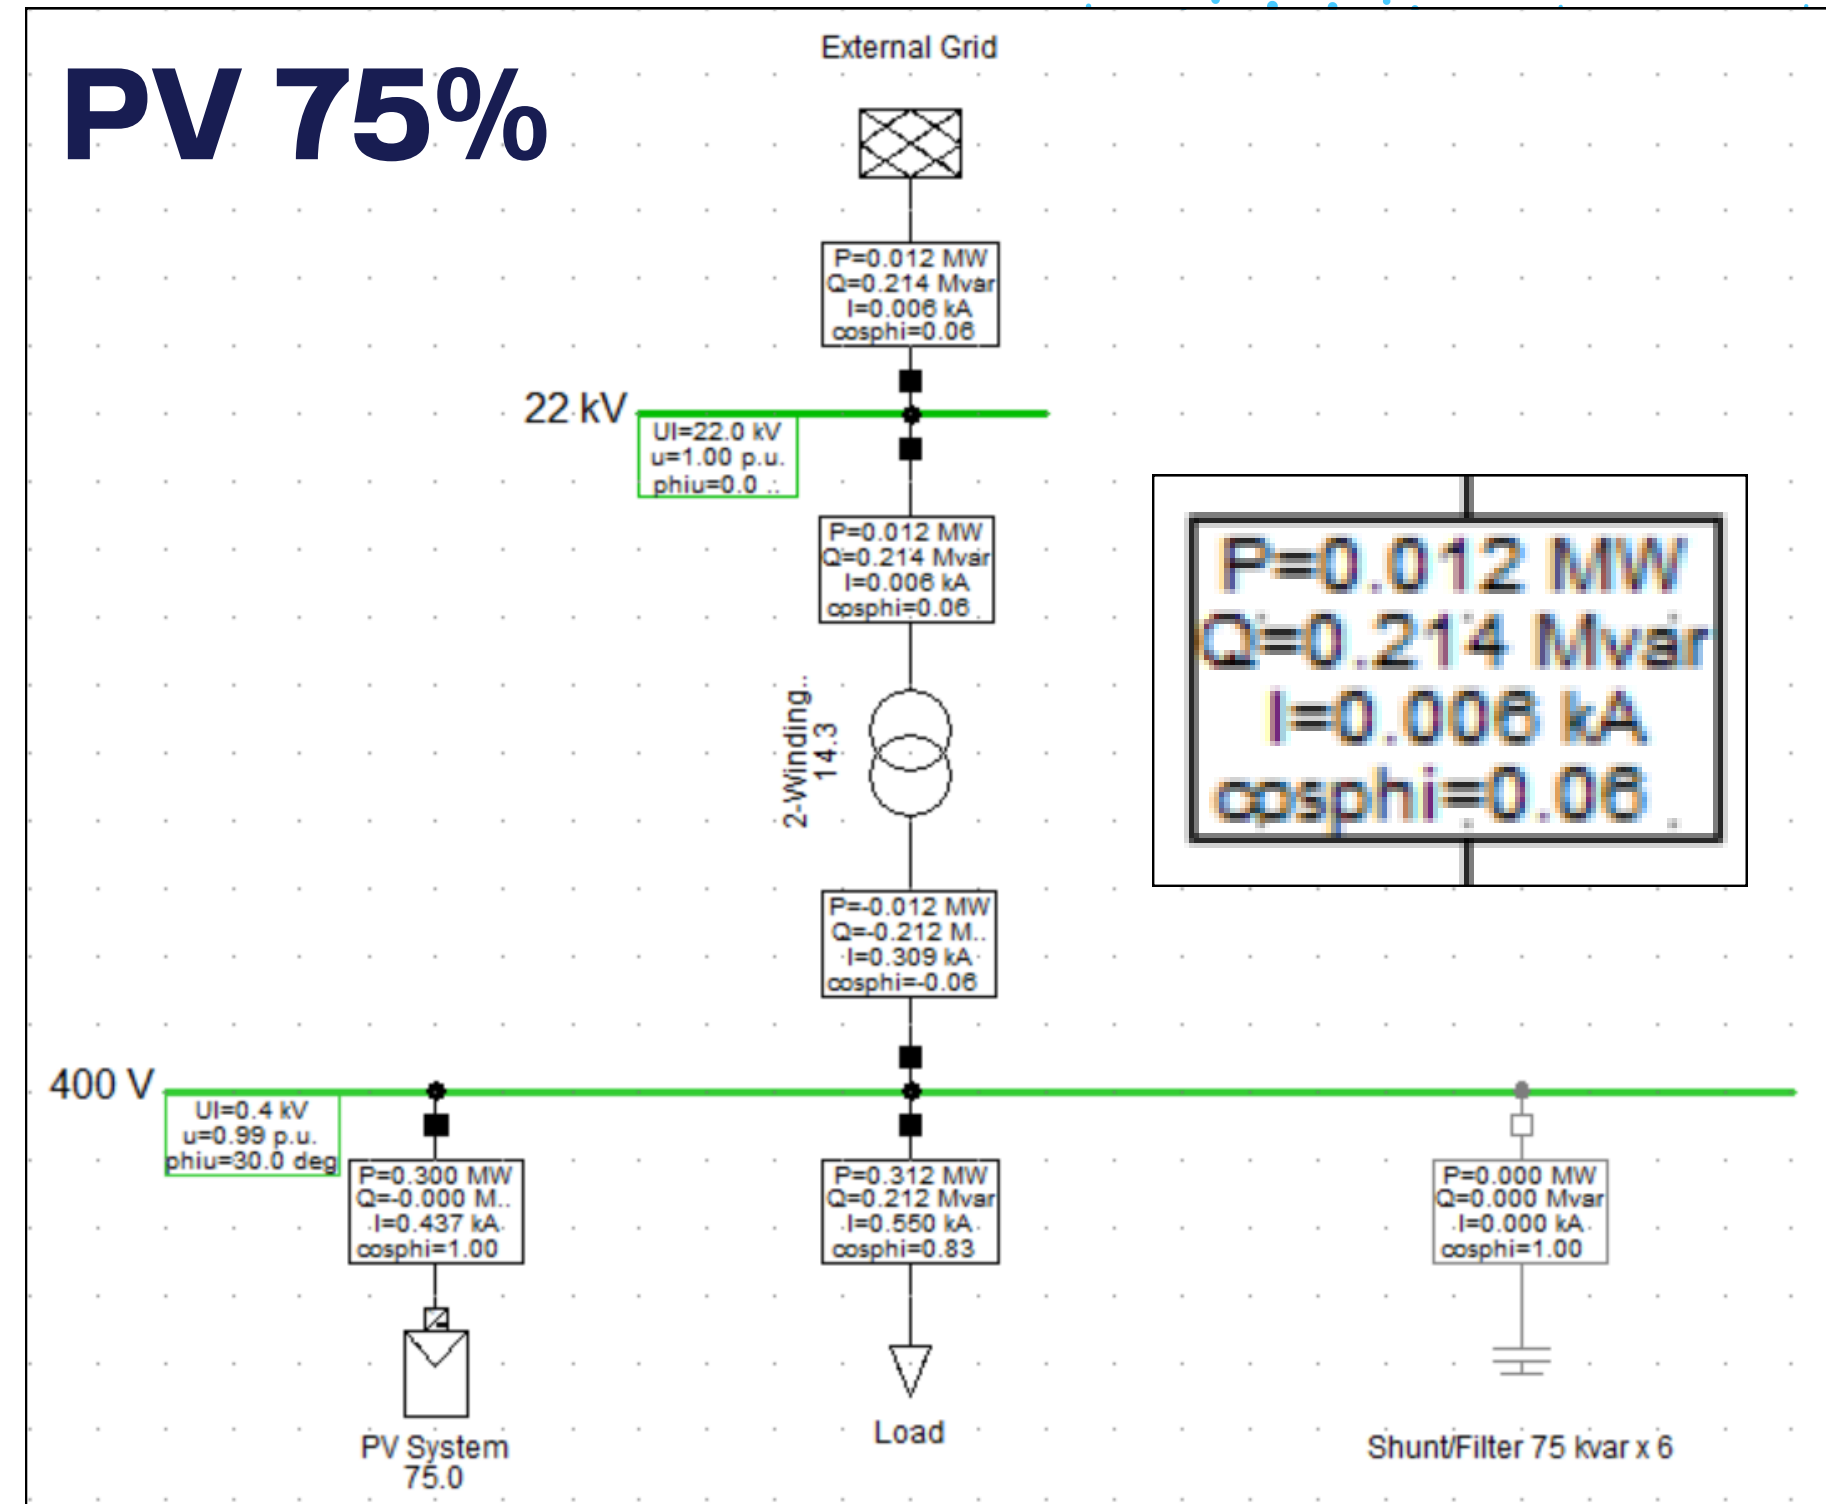 PV 75%
External Grid
P=0.012 MW
Q=0.214 Mvar
I=0.006 kA
cosphi=0.06
22 kV
Ul=22.0 kV
u=1.00 p.u.
phiu=0.0 ..
P=0.012 MW
Q=0.214 Mvar
I=0.006 kA
cosphi=0.06
P=0.012 MW
Q=0.214 Mvar
I=0.006 kA
cosphi=0.06
2-Winding..
14.3
P=-0.012 MW
Q=-0.212 M..
I=0.309 kA
cosphi=-0.06
400 V
Ul=0.4 kV
u=0.99 p.u.
phiu=30.0 deg
P=0.300 MW
Q=-0.000 M..
I=0.437 kA
cosphi=1.00
P=0.312 MW
Q=0.212 Mvar
I=0.550 kA
cosphi=0.83
P=0.000 MW
Q=0.000 Mvar
I=0.000 kA
cosphi=1.00
PV System
75.0
Load
Shunt/Filter 75 kvar x 6